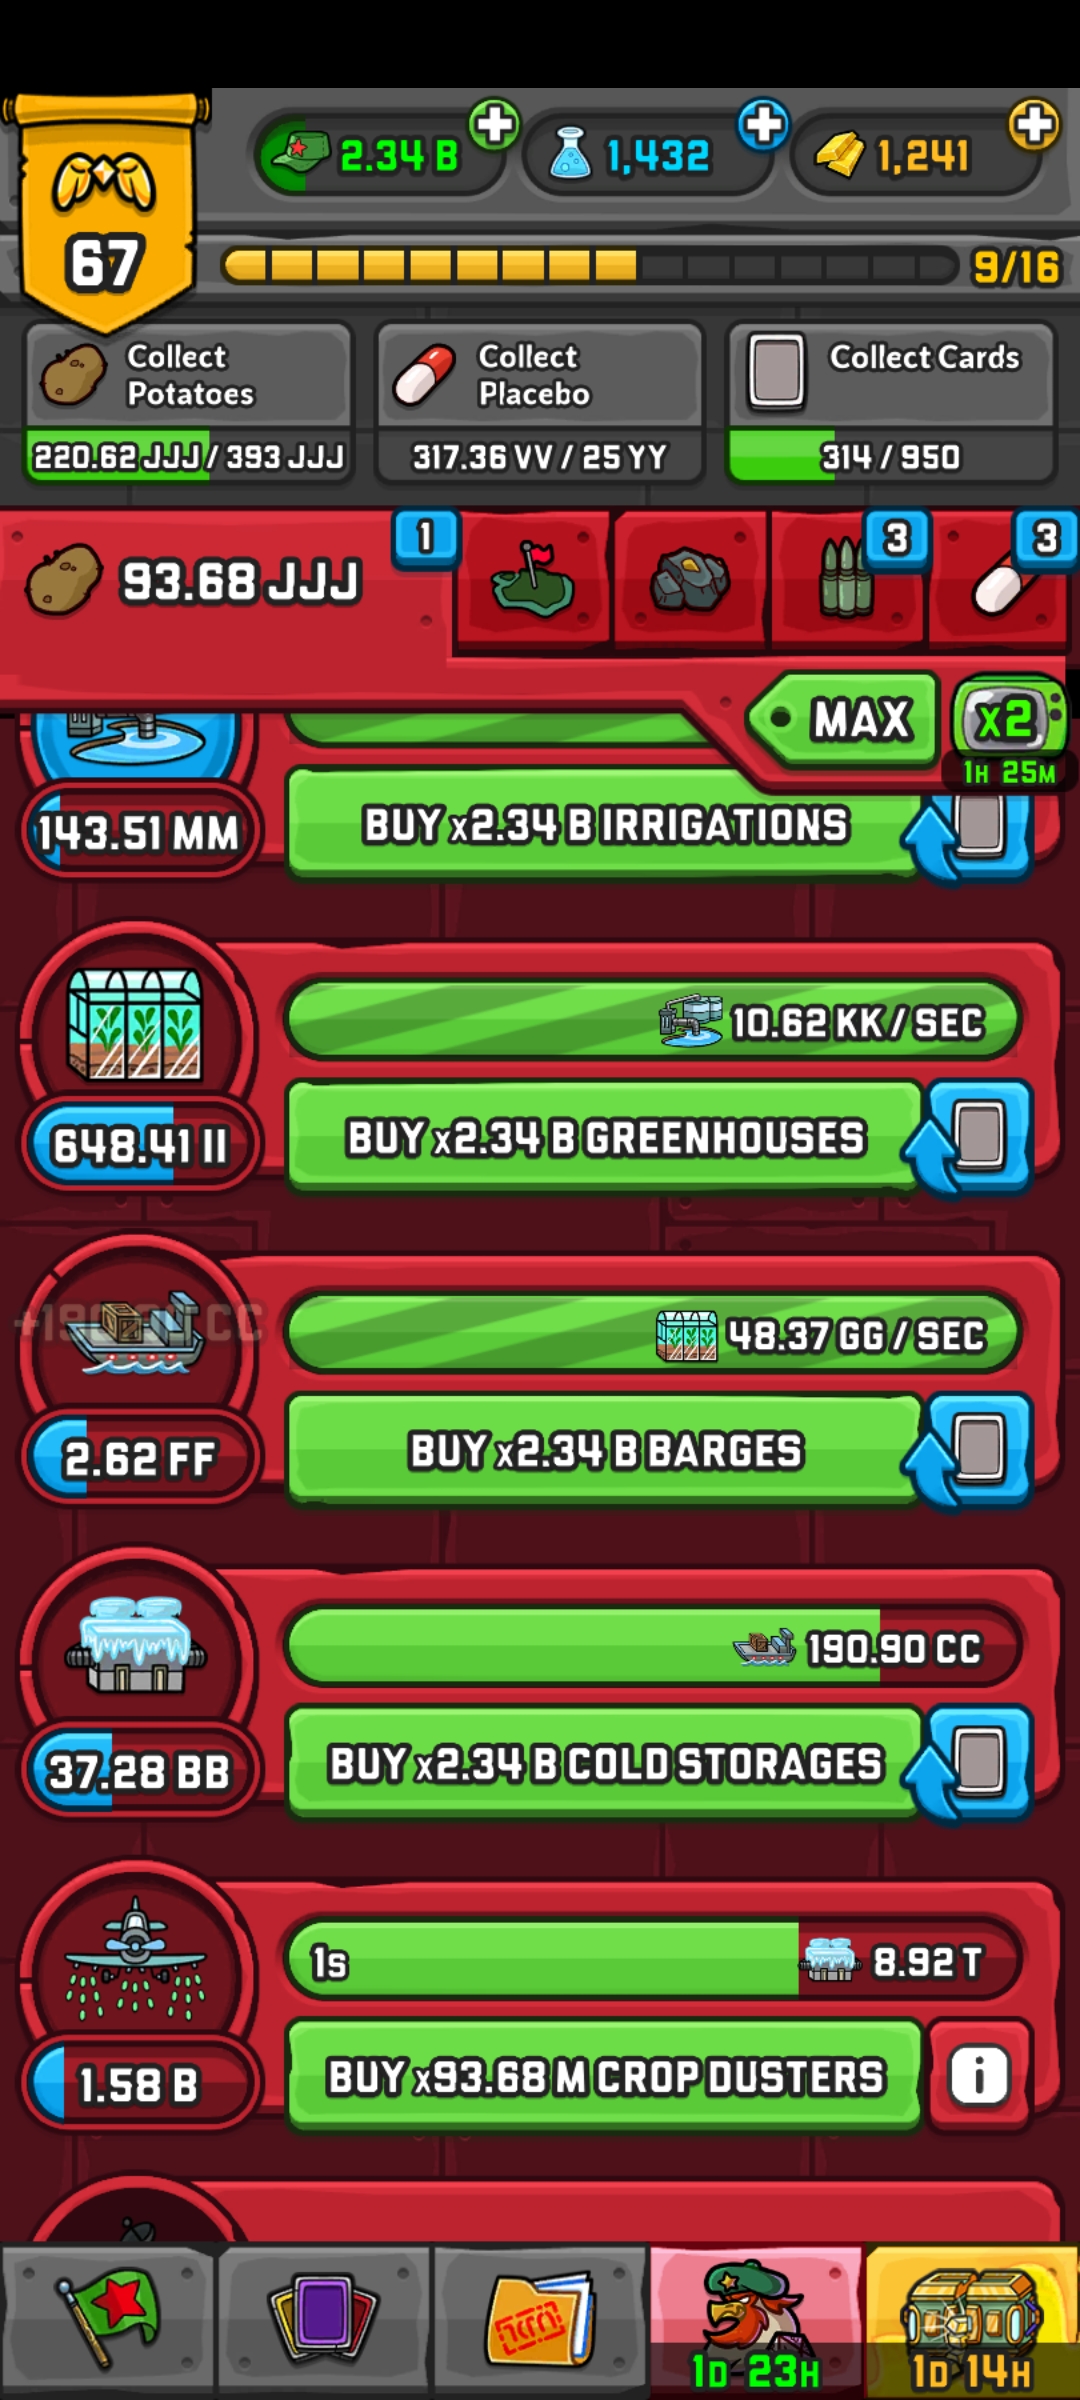 2.34 B
1,432
1,241
67
9/16
Collect
Potatoes
220.62 JJJ / 393 JJJ
Collect
Placebo
317.36 VV / 25 YY
Collect Cards
314 / 950
93.68 JJJ
1
3
3
MAX
x2
1H 25M
143.51 MM
BUY x2.34 B IRRIGATIONS
10.62 KK / SEC
648.41 II
BUY x2.34 B GREENHOUSES
48.37 GG / SEC
2.62 FF
BUY x2.34 B BARGES
190.90 CC
37.28 BB
BUY x2.34 B COLD STORAGES
1s
8.92 T
1.58 B
BUY x93.68 M CROP DUSTERS
i
1D 23H
1D 14H